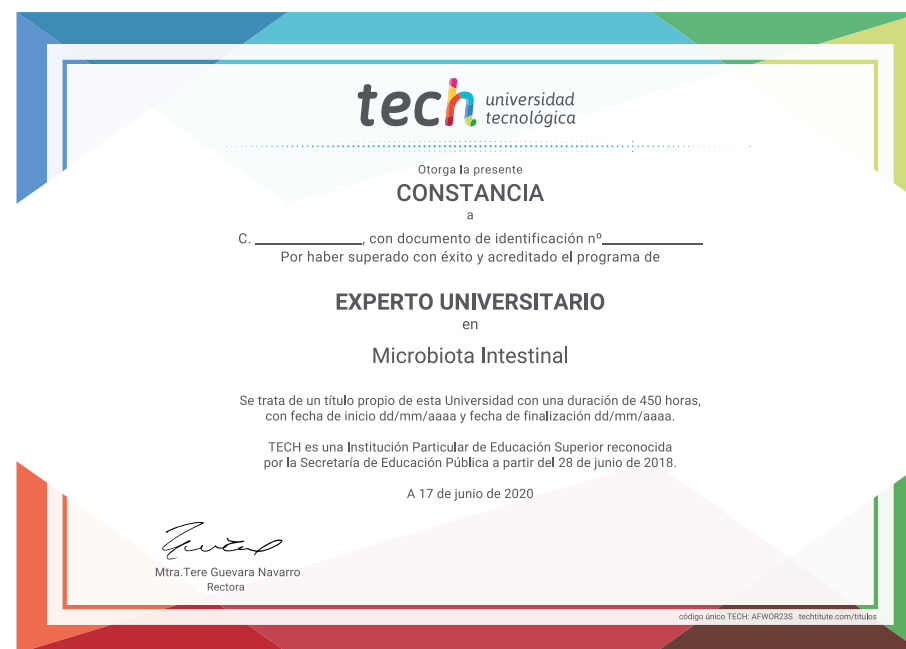 tech universidad
tecnológica
Otorga la presente
CONSTANCIA
a
C. ______________, con documento de identificación nº_____________
Por haber superado con éxito y acreditado el programa de
EXPERTO UNIVERSITARIO
en
Microbiota Intestinal
Se trata de un título propio de esta Universidad con una duración de 450 horas,
con fecha de inicio dd/mm/aaaa y fecha de finalización dd/mm/aaaa.
TECH es una Institución Particular de Educación Superior reconocida
por la Secretaría de Educación Pública a partir del 28 de junio de 2018.
A 17 de junio de 2020
Mtra.Tere Guevara Navarro
Rectora
código único TECH: AFWOR23S techtitute.com/titulos